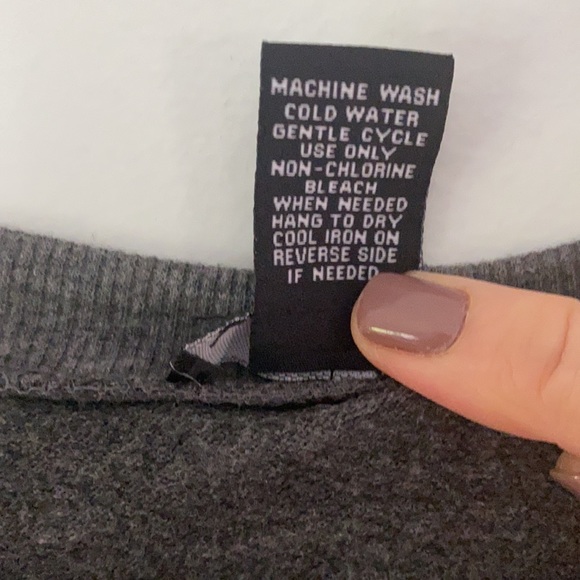 MACHINE WASH
COLD WATER
GENTLE CYCLE
USE ONLY
NON-CHLORINE
BLEACH
WHEN NEEDED
HANG TO DRY
COOL IRON ON
REVERSE SIDE
IF NEEDED